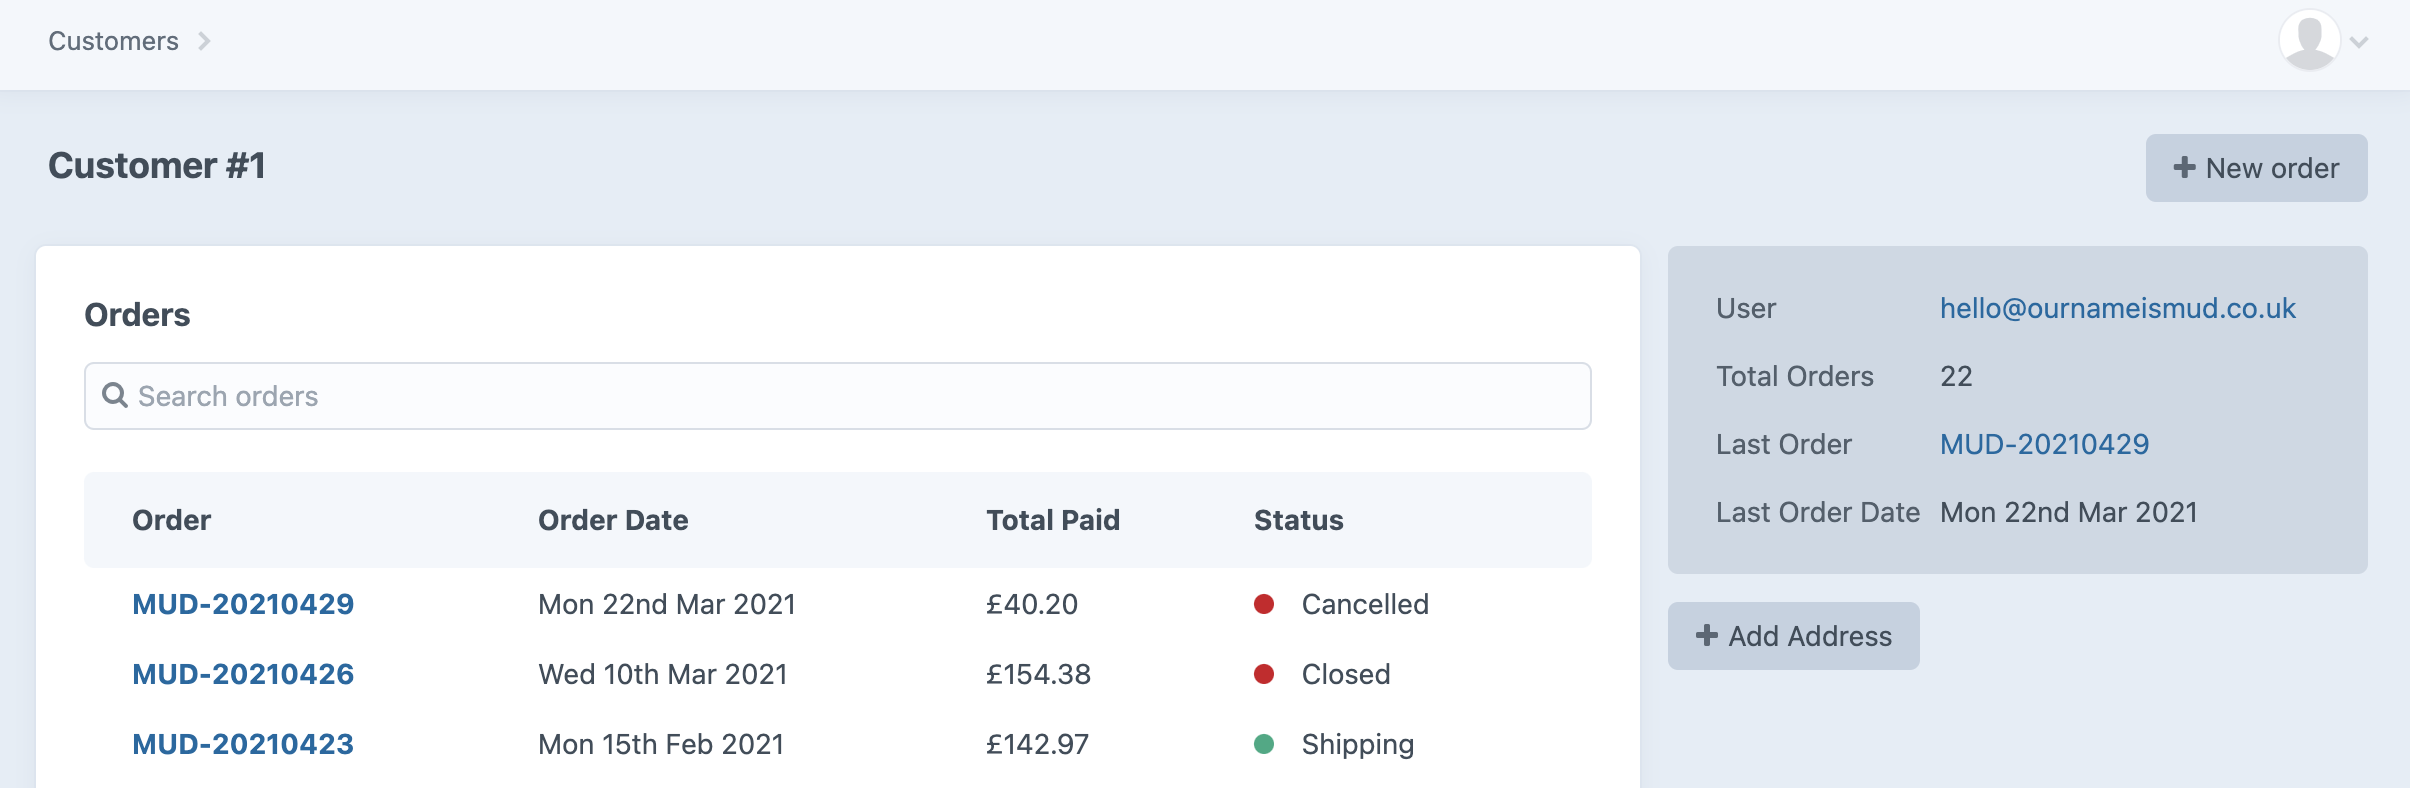 Customers
Customer #1
New order
Orders
Search orders
Order Order Date Total Paid Status
MUD-20210429 Mon 22nd Mar 2021 £40.20 Cancelled
MUD-20210426 Wed 10th Mar 2021 £154.38 Closed
MUD-20210423 Mon 15th Feb 2021 £142.97 Shipping
User hello@ournameismud.co.uk
Total Orders 22
Last Order MUD-20210429
Last Order Date Mon 22nd Mar 2021
Add Address